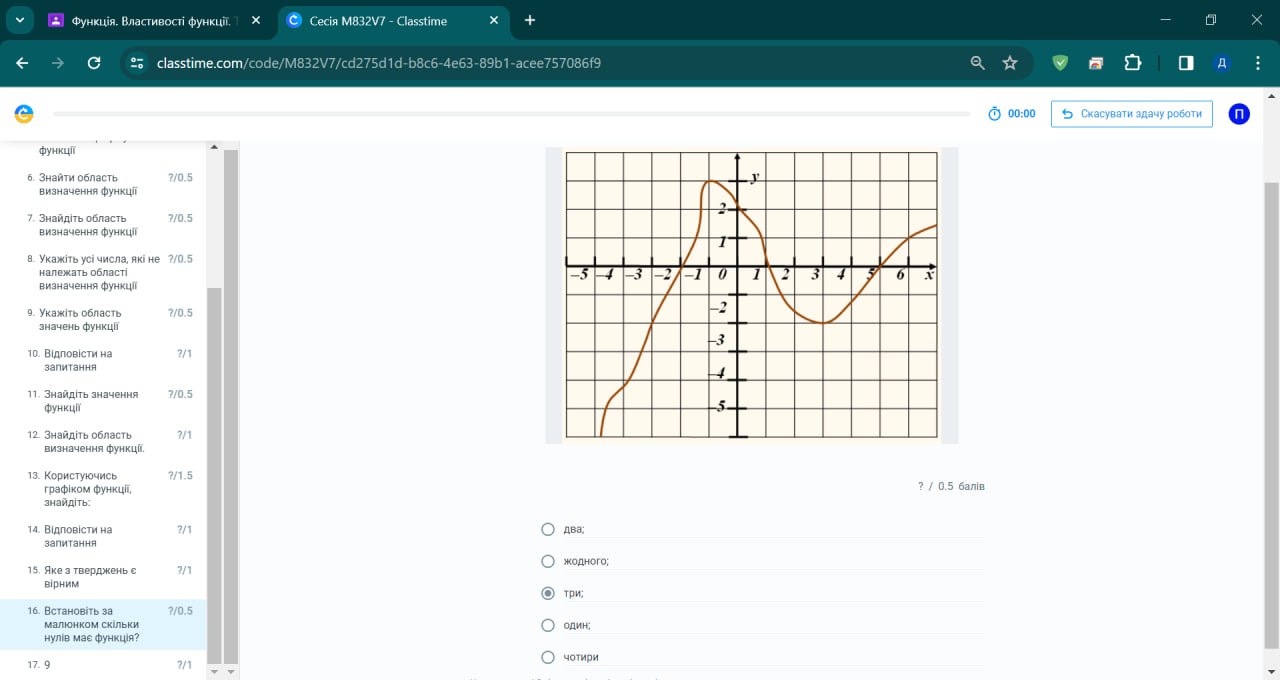 Функція. Властивості функції.
Сесія M832V7 - Classtime
classtime.com/code/M832V7/cd275d1d-b8c6-4e63-89b1-acee757086f9
Д
00:00
Скасувати здачу роботи
П
функції
6. Знайти область ?/0.5
визначення функції
7. Знайдіть область ?/0.5
визначення функції
8. Укажіть усі числа, які не ?/0.5
належать області
визначення функції
9. Укажіть область ?/0.5
значень функції
10. Відповісти на ?/1
запитання
11. Знайдіть значення ?/0.5
функції
12. Знайдіть область ?/1
визначення функції.
13. Користуючись ?/1.5
графіком функції,
знайдіть:
14. Відповісти на ?/1
запитання
15. Яке з тверджень є ?/1
вірним
16. Встановіть за ?/0.5
малюнком скільки
нулів має функція?
17. 9 ?/1
y
2
1
–5 –4 –3 –2 –1 0 1 2 3 4 5 6 x
–2
–3
–4
–5
? / 0.5 балів
два;
жодного;
три;
один;
чотири